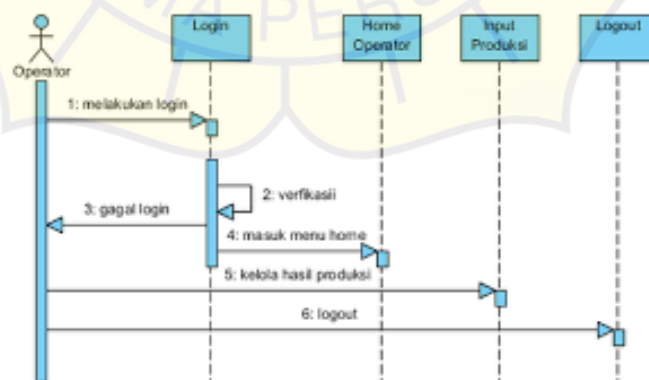 Login
Home
Operator
Input
Produksi
Logout
Operator
1: melakukan login
2: verfikasii
3: gagal login
4: masuk menu home
5: kelola hasil produksi
6: logout